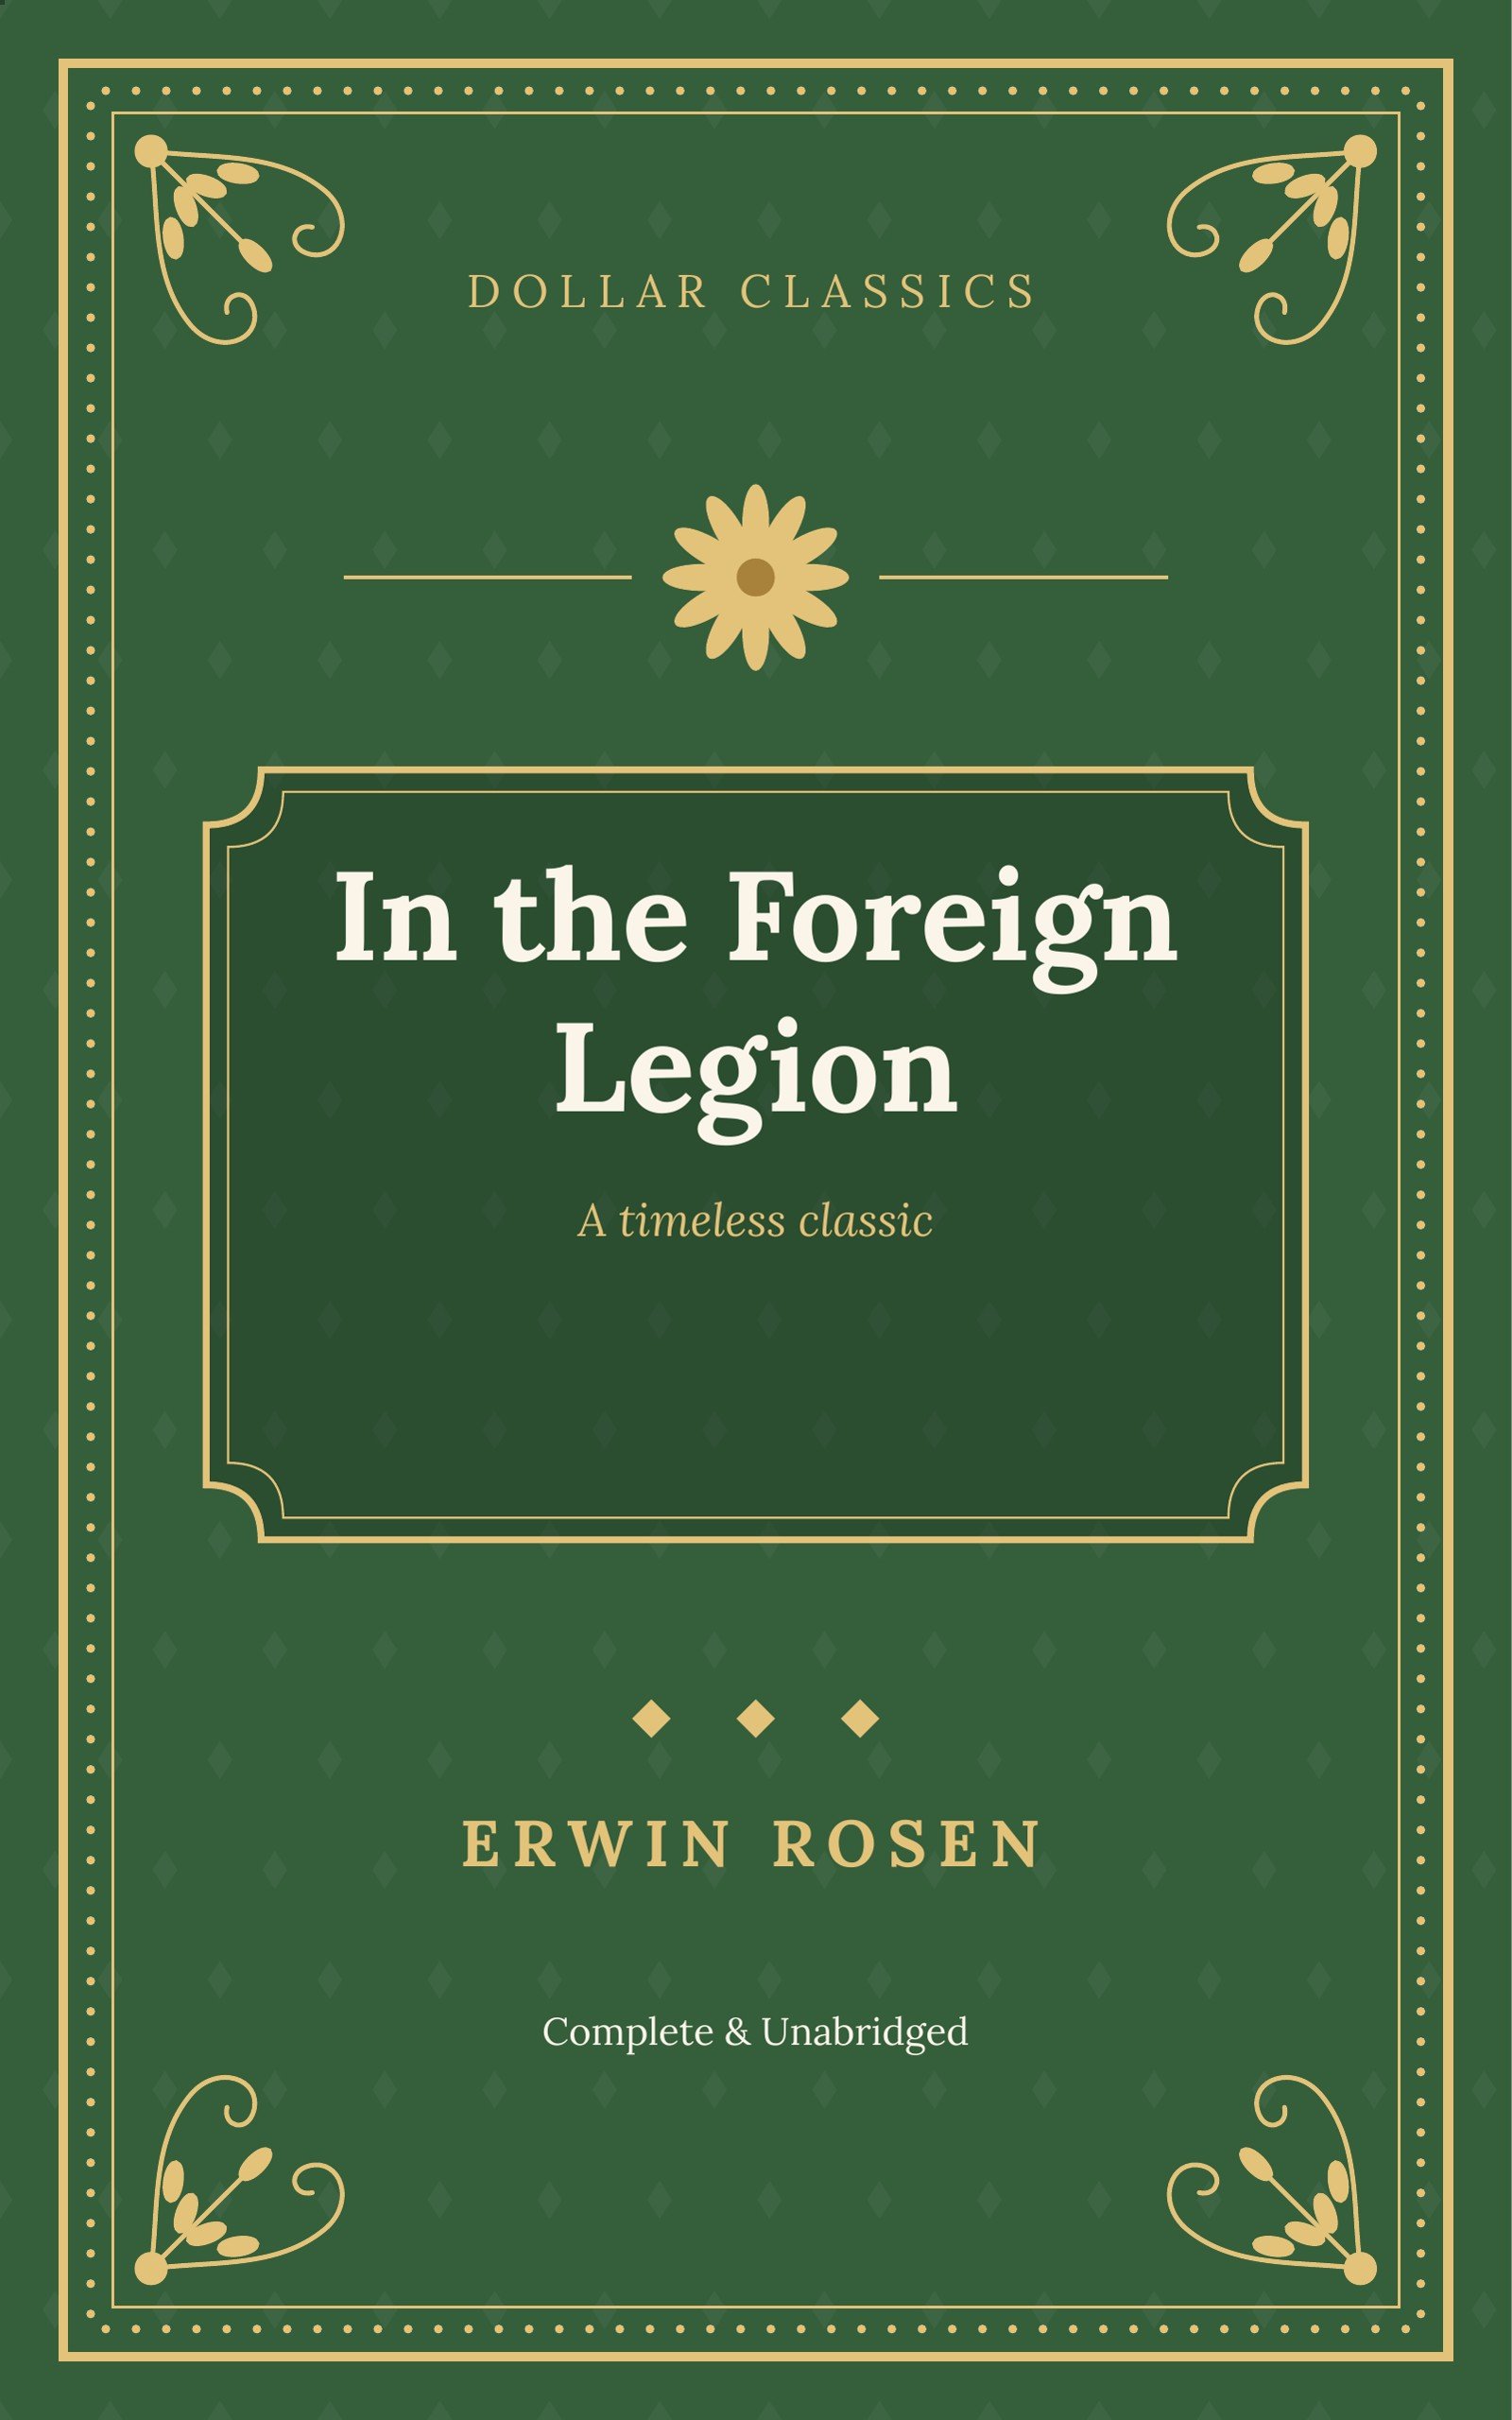 DOLLAR CLASSICS
In the Foreign
Legion
A timeless classic
ERWIN ROSEN
Complete & Unabridged